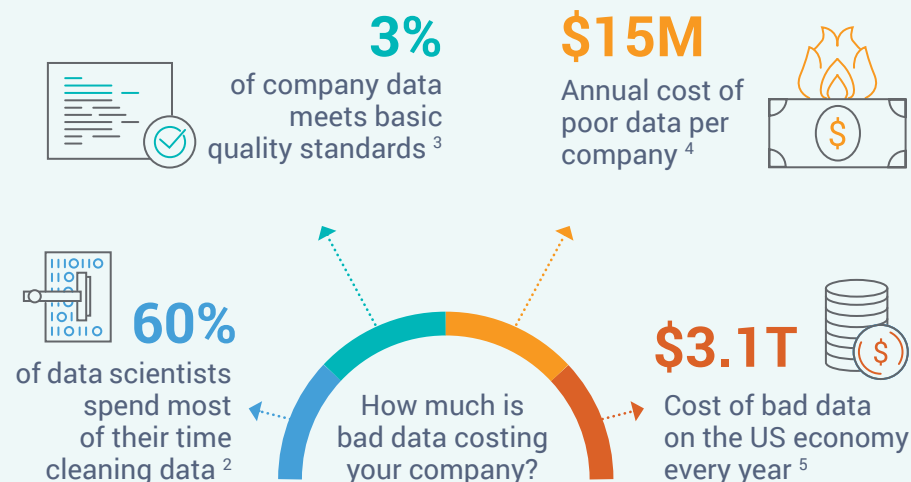 3%
of company data
meets basic
quality standards 3
$15M
Annual cost of
poor data per
company 4
$
110110
60%
of data scientists
spend most
of their time
cleaning data 2
How much is
bad data costing
your company?
$3.1T
$
Cost of bad data
on the US economy
every year 5